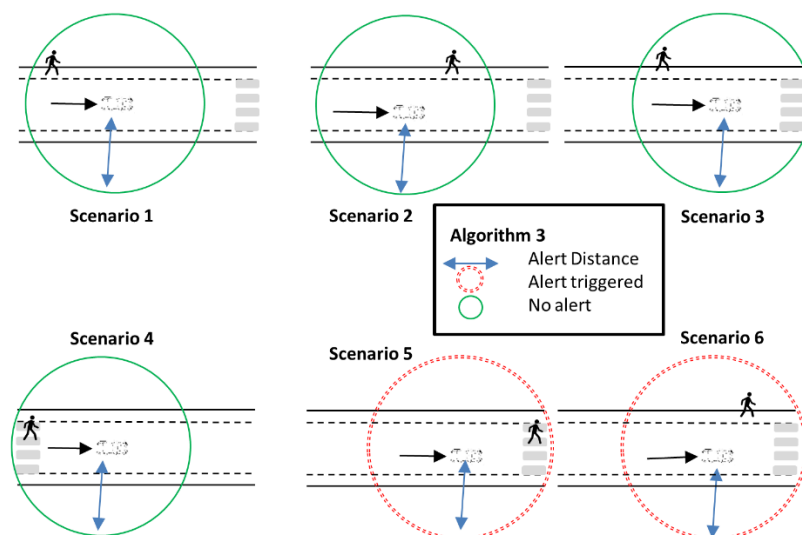 Scenario 1
Scenario 2
Scenario 3
Algorithm 3
Alert Distance
Alert triggered
No alert
Scenario 4
Scenario 5
Scenario 6